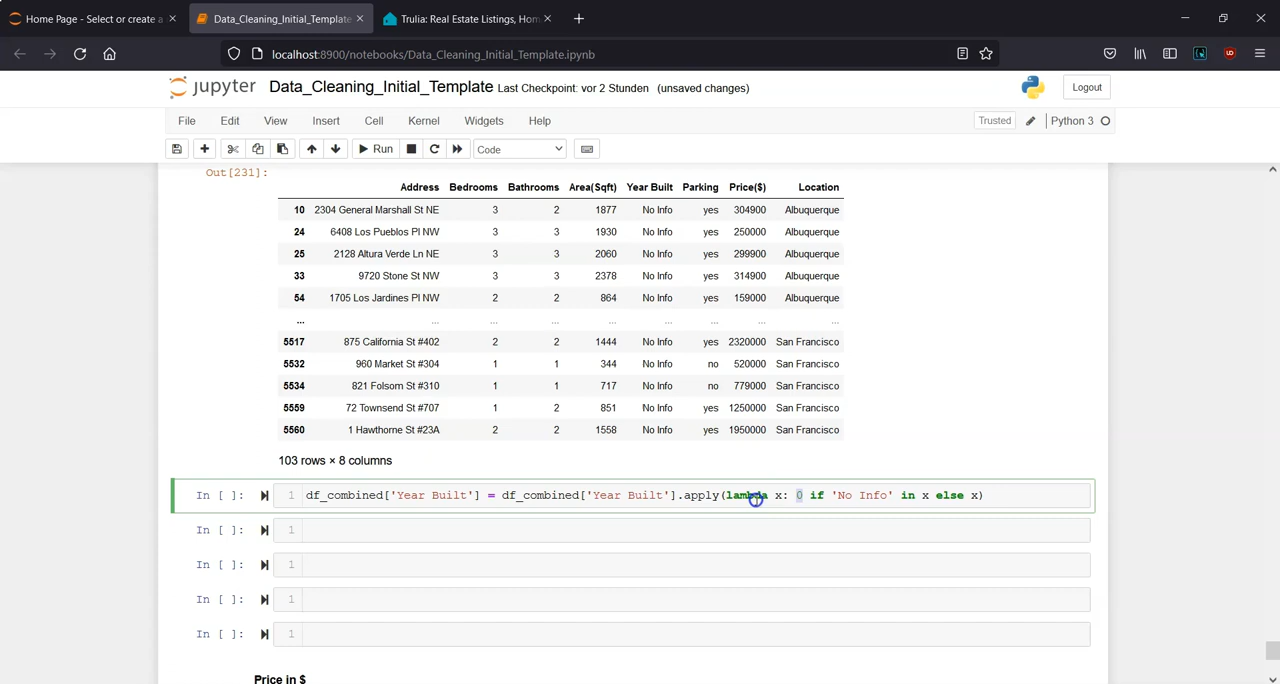 Home Page - Select or create a
Data_Cleaning_Initial_Template
Trulia: Real Estate Listings, Hom
localhost:8900/notebooks/Data_Cleaning_Initial_Template.ipynb
jupyter Data_Cleaning_Initial_Template Last Checkpoint: vor 2 Stunden (unsaved changes)
Logout
File Edit View Insert Cell Kernel Widgets Help
Trusted Python 3
Run Code
Out[231]:
Address Bedrooms Bathrooms Area(Sqft) Year Built Parking Price($) Location
10 2304 General Marshall St NE 3 2 1877 No Info yes 304900 Albuquerque
24 6408 Los Pueblos Pl NW 3 3 1930 No Info yes 250000 Albuquerque
25 2128 Altura Verde Ln NE 3 3 2060 No Info yes 299900 Albuquerque
33 9720 Stone St NW 3 3 2378 No Info yes 314900 Albuquerque
54 1705 Los Jardines Pl NW 2 2 864 No Info yes 159000 Albuquerque
... ... ... ... ... ... ... ... ...
5517 875 California St #402 2 2 1444 No Info yes 2320000 San Francisco
5532 960 Market St #304 1 1 344 No Info no 520000 San Francisco
5534 821 Folsom St #310 1 1 717 No Info no 779000 San Francisco
5559 72 Townsend St #707 1 2 851 No Info yes 1250000 San Francisco
5560 1 Hawthorne St #23A 2 2 1558 No Info yes 1950000 San Francisco
103 rows × 8 columns
In [ ]: 1 df_combined['Year Built'] = df_combined['Year Built'].apply(lambda x: 0 if 'No Info' in x else x)
In [ ]: 1
In [ ]: 1
In [ ]: 1
In [ ]: 1
Price in $